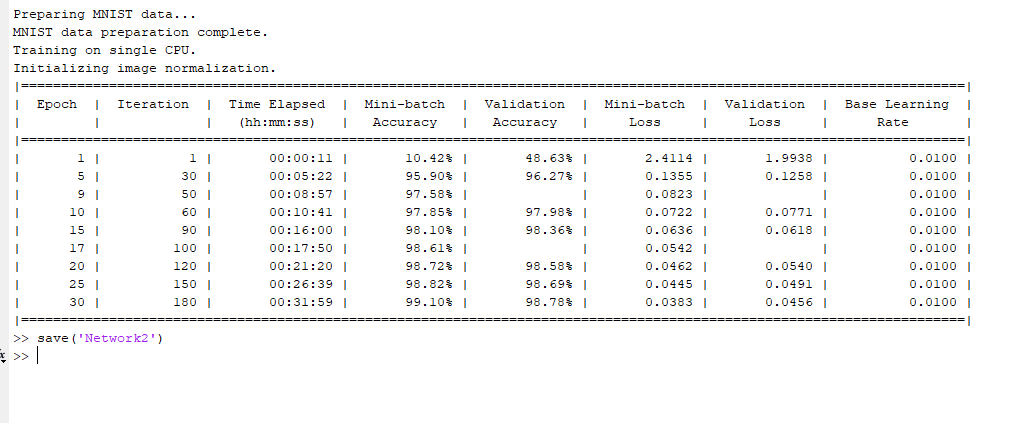 Preparing MNIST data...
MNIST data preparation complete.
Training on single CPU.
Initializing image normalization.
|======================================================================================================================|
| Epoch | Iteration | Time Elapsed | Mini-batch | Validation | Mini-batch | Validation | Base Learning |
| | | (hh:mm:ss) | Accuracy | Accuracy | Loss | Loss | Rate |
|======================================================================================================================|
| 1 | 1 | 00:00:11 | 10.42% | 48.63% | 2.4114 | 1.9938 | 0.0100 |
| 5 | 30 | 00:05:22 | 95.90% | 96.27% | 0.1355 | 0.1258 | 0.0100 |
| 9 | 50 | 00:08:57 | 97.58% | | 0.0823 | | 0.0100 |
| 10 | 60 | 00:10:41 | 97.85% | 97.98% | 0.0722 | 0.0771 | 0.0100 |
| 15 | 90 | 00:16:00 | 98.10% | 98.36% | 0.0636 | 0.0618 | 0.0100 |
| 17 | 100 | 00:17:50 | 98.61% | | 0.0542 | | 0.0100 |
| 20 | 120 | 00:21:20 | 98.72% | 98.58% | 0.0462 | 0.0540 | 0.0100 |
| 25 | 150 | 00:26:39 | 98.82% | 98.69% | 0.0445 | 0.0491 | 0.0100 |
| 30 | 180 | 00:31:59 | 99.10% | 98.78% | 0.0383 | 0.0456 | 0.0100 |
|======================================================================================================================|
>> save('Network2')
>>